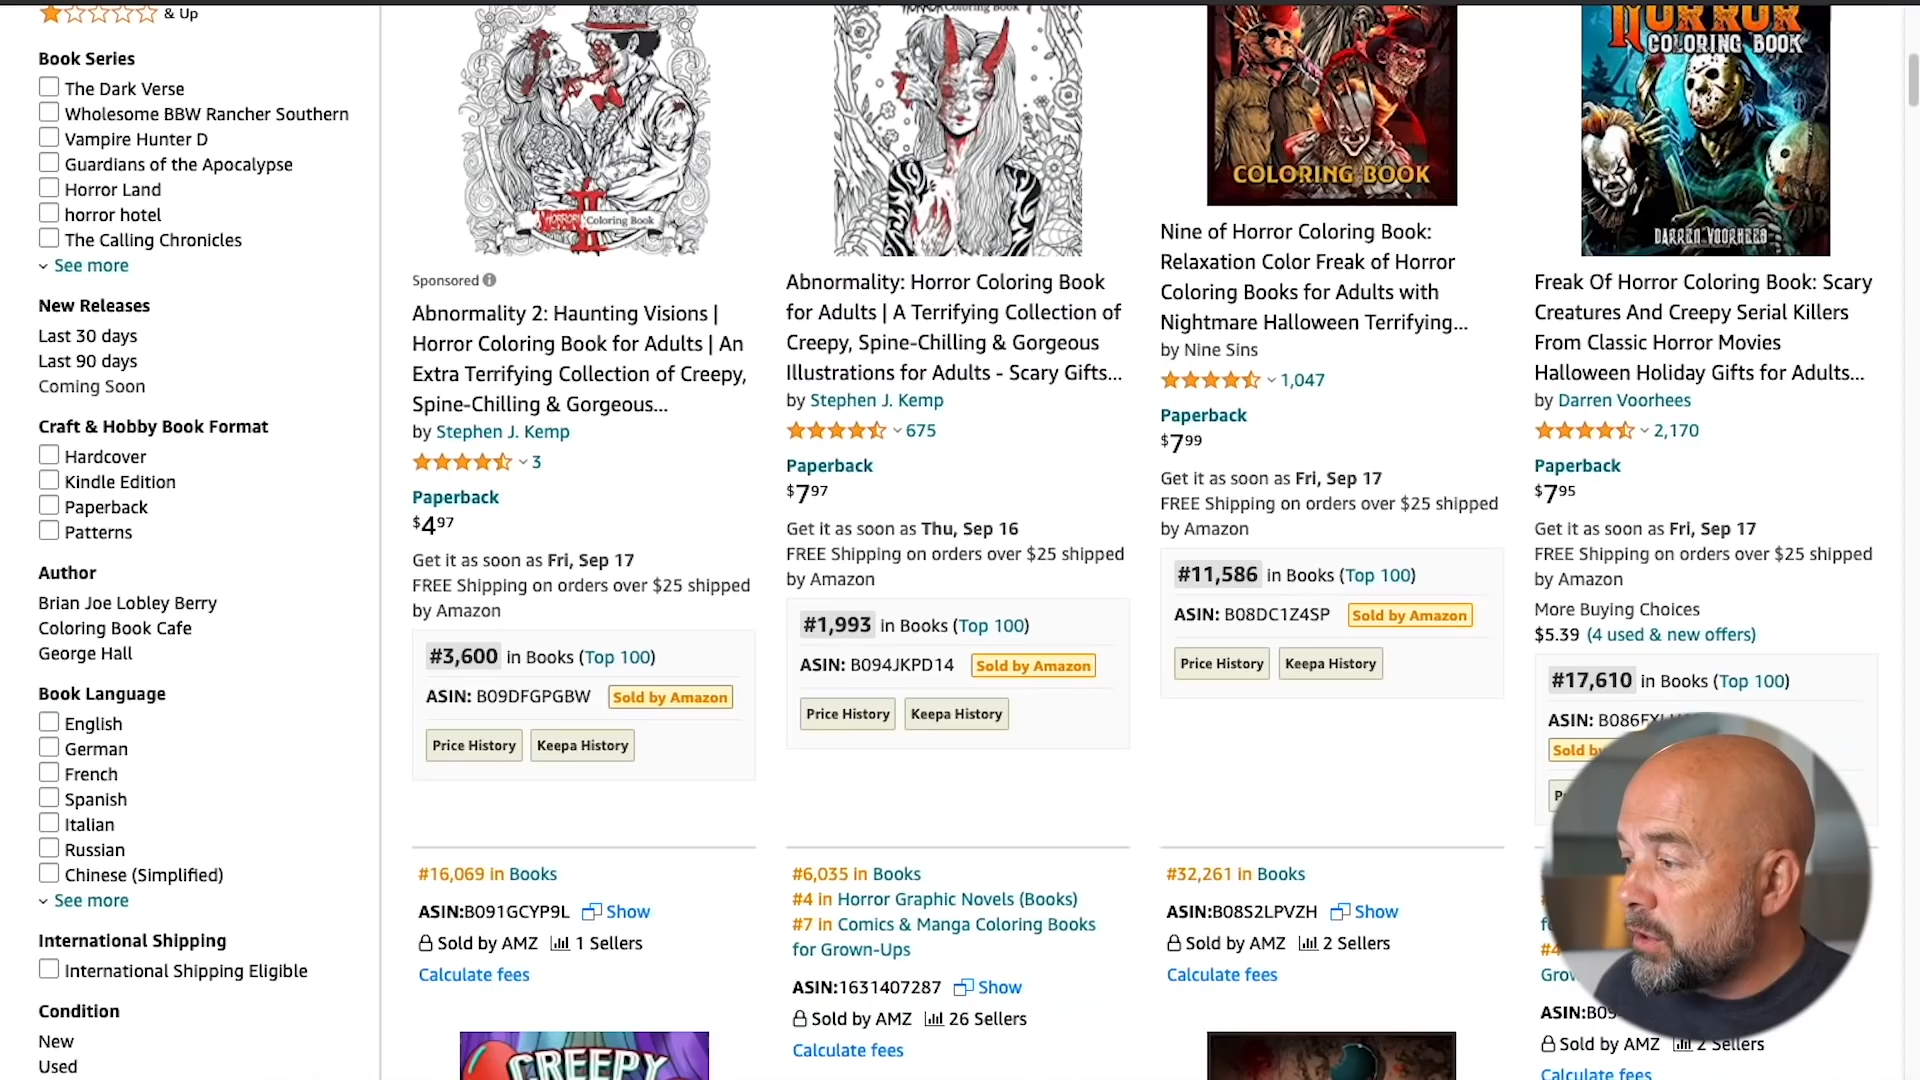 & Up
Book Series
The Dark Verse
Wholesome BBW Rancher Southern
Vampire Hunter D
Guardians of the Apocalypse
Horror Land
horror hotel
The Calling Chronicles
See more
New Releases
Last 30 days
Last 90 days
Coming Soon
Craft & Hobby Book Format
Hardcover
Kindle Edition
Paperback
Patterns
Author
Brian Joe Lobley Berry
Coloring Book Cafe
George Hall
Book Language
English
German
French
Spanish
Italian
Russian
Chinese (Simplified)
See more
International Shipping
International Shipping Eligible
Condition
New
Used
HORROR! Coloring Book
II
Sponsored
Abnormality 2: Haunting Visions |
Horror Coloring Book for Adults | An
Extra Terrifying Collection of Creepy,
Spine-Chilling & Gorgeous...
by Stephen J. Kemp
3
Paperback
$4.97
Get it as soon as Fri, Sep 17
FREE Shipping on orders over $25 shipped
by Amazon
#3,600 in Books (Top 100)
ASIN: B09DFGPGBW Sold by Amazon
Price History Keepa History
#16,069 in Books
ASIN:B091GCYP9L Show
Sold by AMZ 1 Sellers
Calculate fees
CREEPY
HORROR Coloring Book
Abnormality: Horror Coloring Book
for Adults | A Terrifying Collection of
Creepy, Spine-Chilling & Gorgeous
Illustrations for Adults - Scary Gifts...
by Stephen J. Kemp
675
Paperback
$7.97
Get it as soon as Thu, Sep 16
FREE Shipping on orders over $25 shipped
by Amazon
#1,993 in Books (Top 100)
ASIN: B094JKPD14 Sold by Amazon
Price History Keepa History
#6,035 in Books
#4 in Horror Graphic Novels (Books)
#7 in Comics & Manga Coloring Books
for Grown-Ups
ASIN:1631407287 Show
Sold by AMZ 26 Sellers
Calculate fees
COLORING BOOK
Nine of Horror Coloring Book:
Relaxation Color Freak of Horror
Coloring Books for Adults with
Nightmare Halloween Terrifying...
by Nine Sins
1,047
Paperback
$7.99
Get it as soon as Fri, Sep 17
FREE Shipping on orders over $25 shipped
by Amazon
#11,586 in Books (Top 100)
ASIN: B08DC1Z4SP Sold by Amazon
Price History Keepa History
#32,261 in Books
ASIN:B08S2LPVZH Show
Sold by AMZ 2 Sellers
Calculate fees
HORROR
COLORING BOOK
DARREN VOORHEES
Freak Of Horror Coloring Book: Scary
Creatures And Creepy Serial Killers
From Classic Horror Movies
Halloween Holiday Gifts for Adults...
by Darren Voorhees
2,170
Paperback
$7.95
Get it as soon as Fri, Sep 17
FREE Shipping on orders over $25 shipped
by Amazon
More Buying Choices
$5.39 (4 used & new offers)
#17,610 in Books (Top 100)
ASIN:
Sold
#4
ASIN:
Sold by AMZ 2 Sellers
Calculate fees